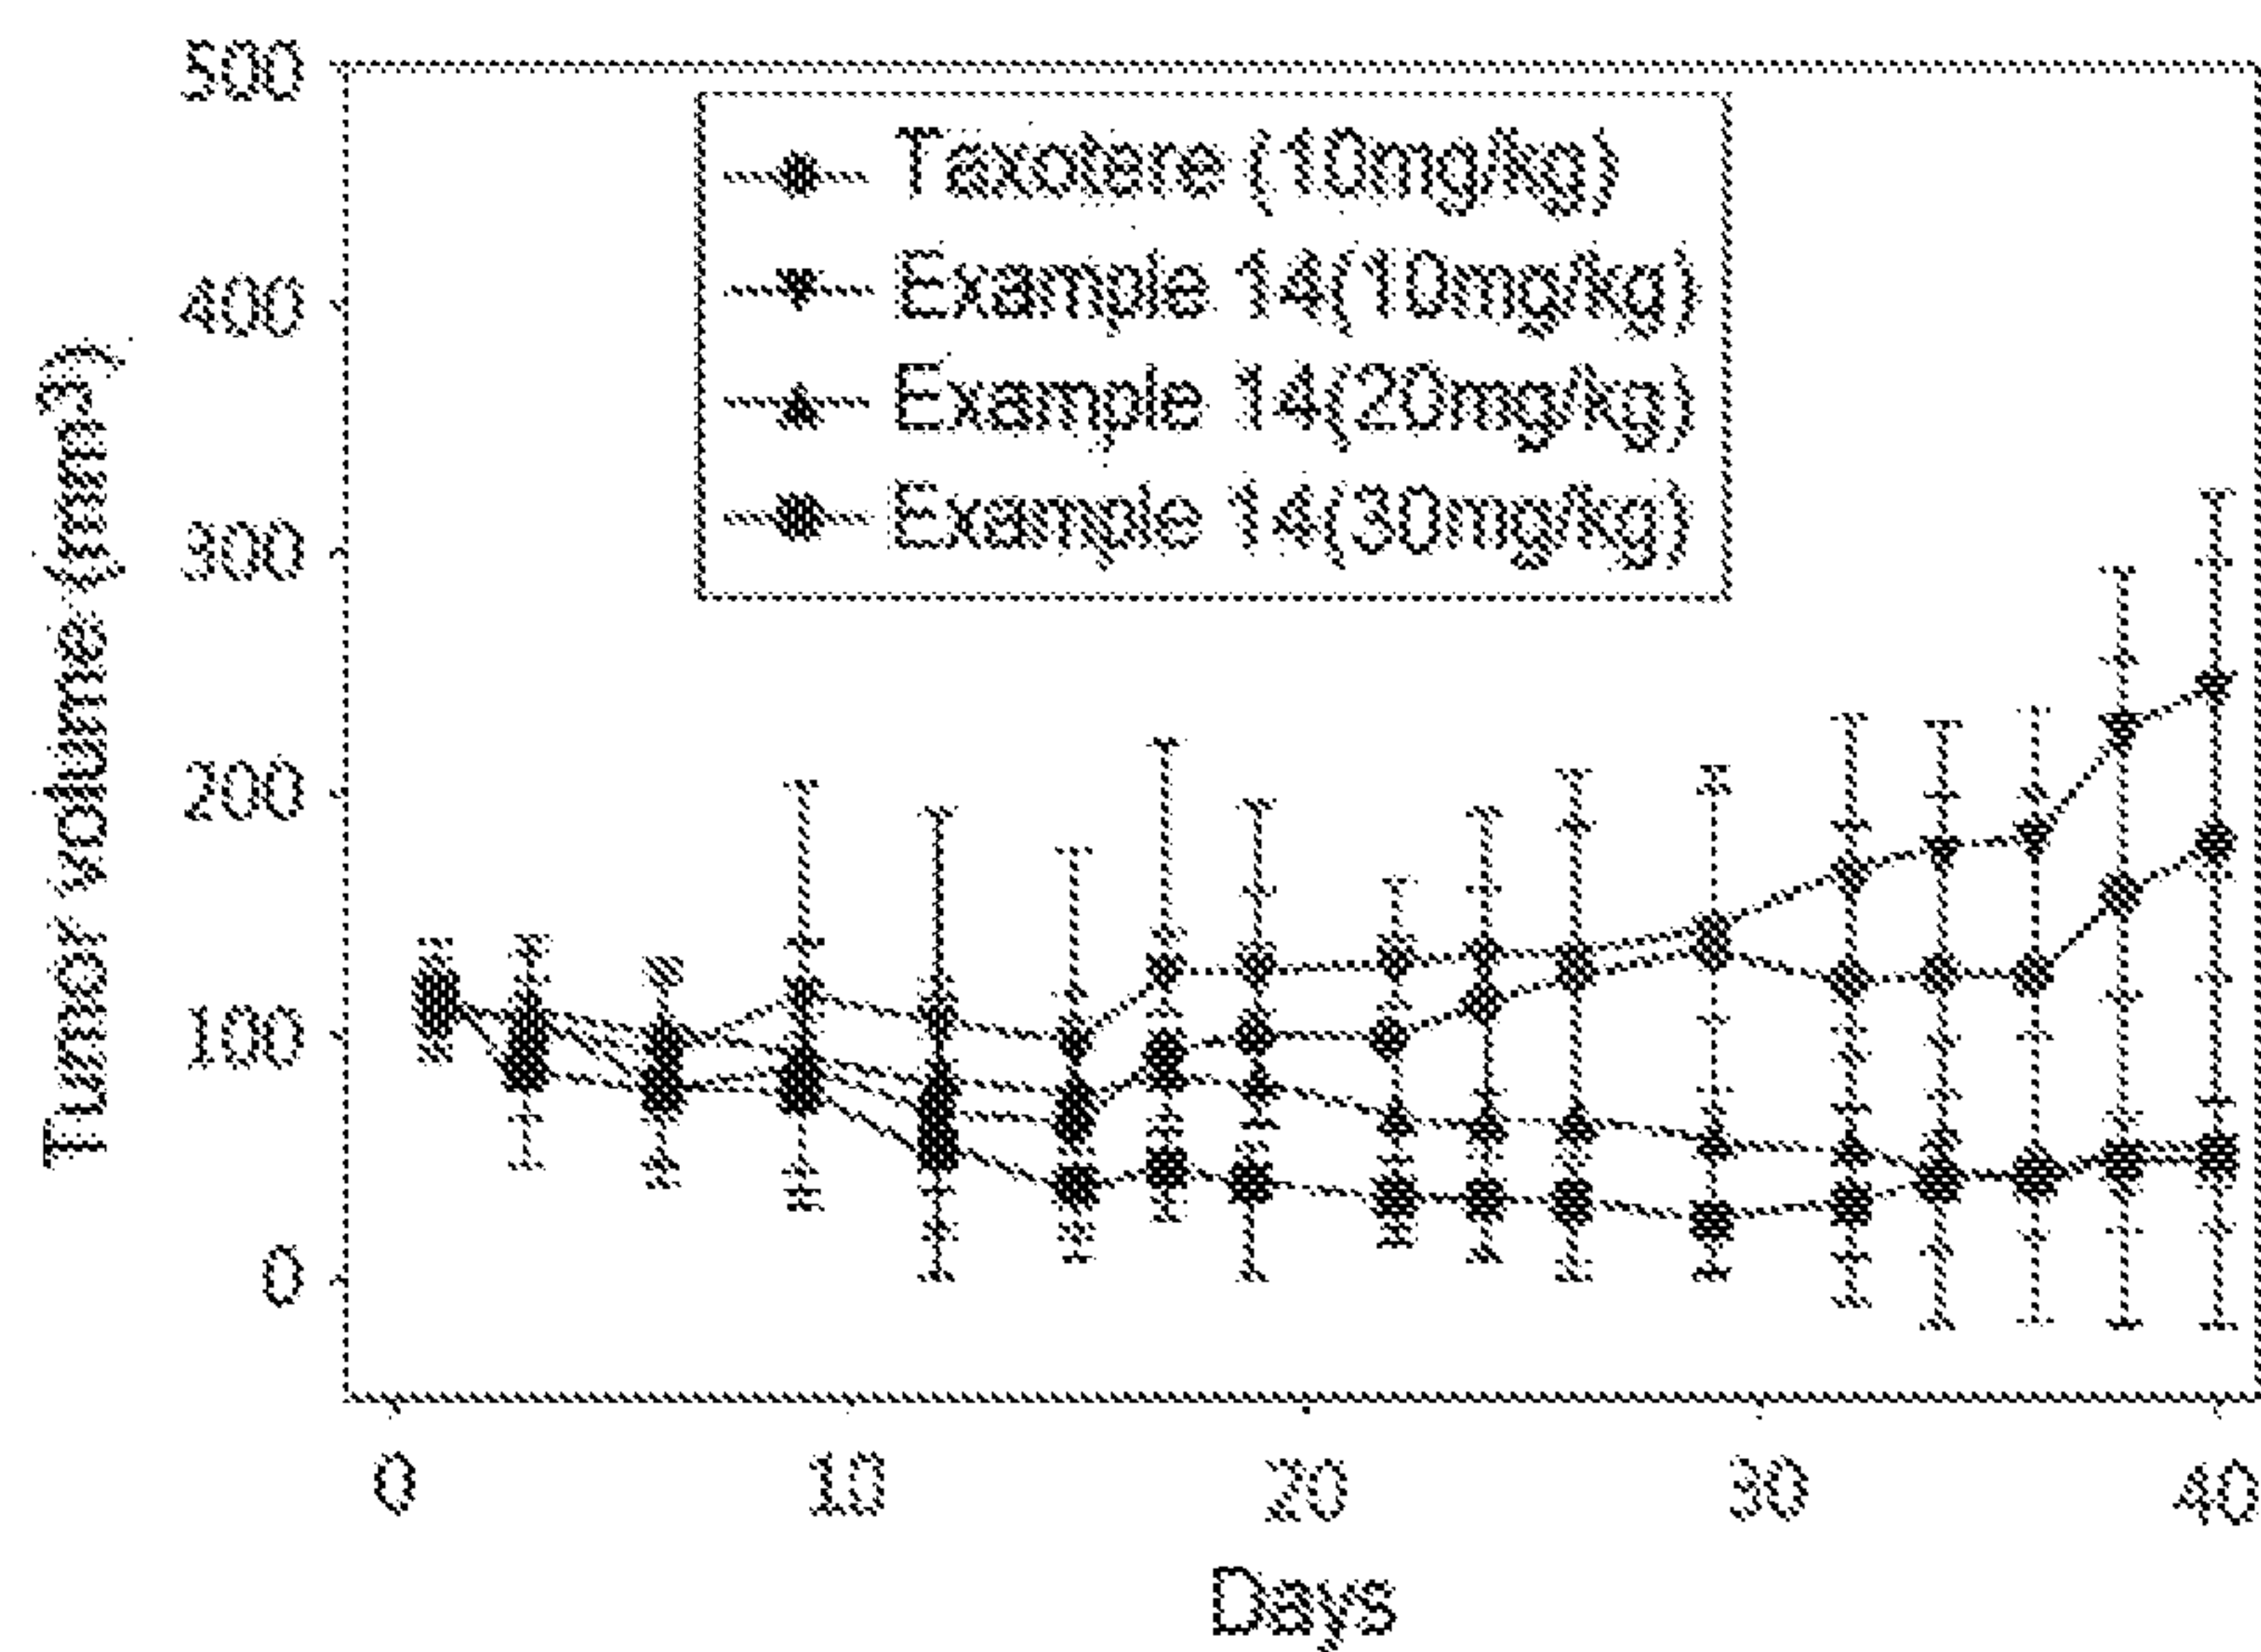 Tumor volume (mm3)
500
400
300
200
100
0
Taxotere (10mg/kg)
Example 14(10mg/kg)
Example 14(20mg/kg)
Example 14(30mg/kg)
0 10 20 30 40
Days